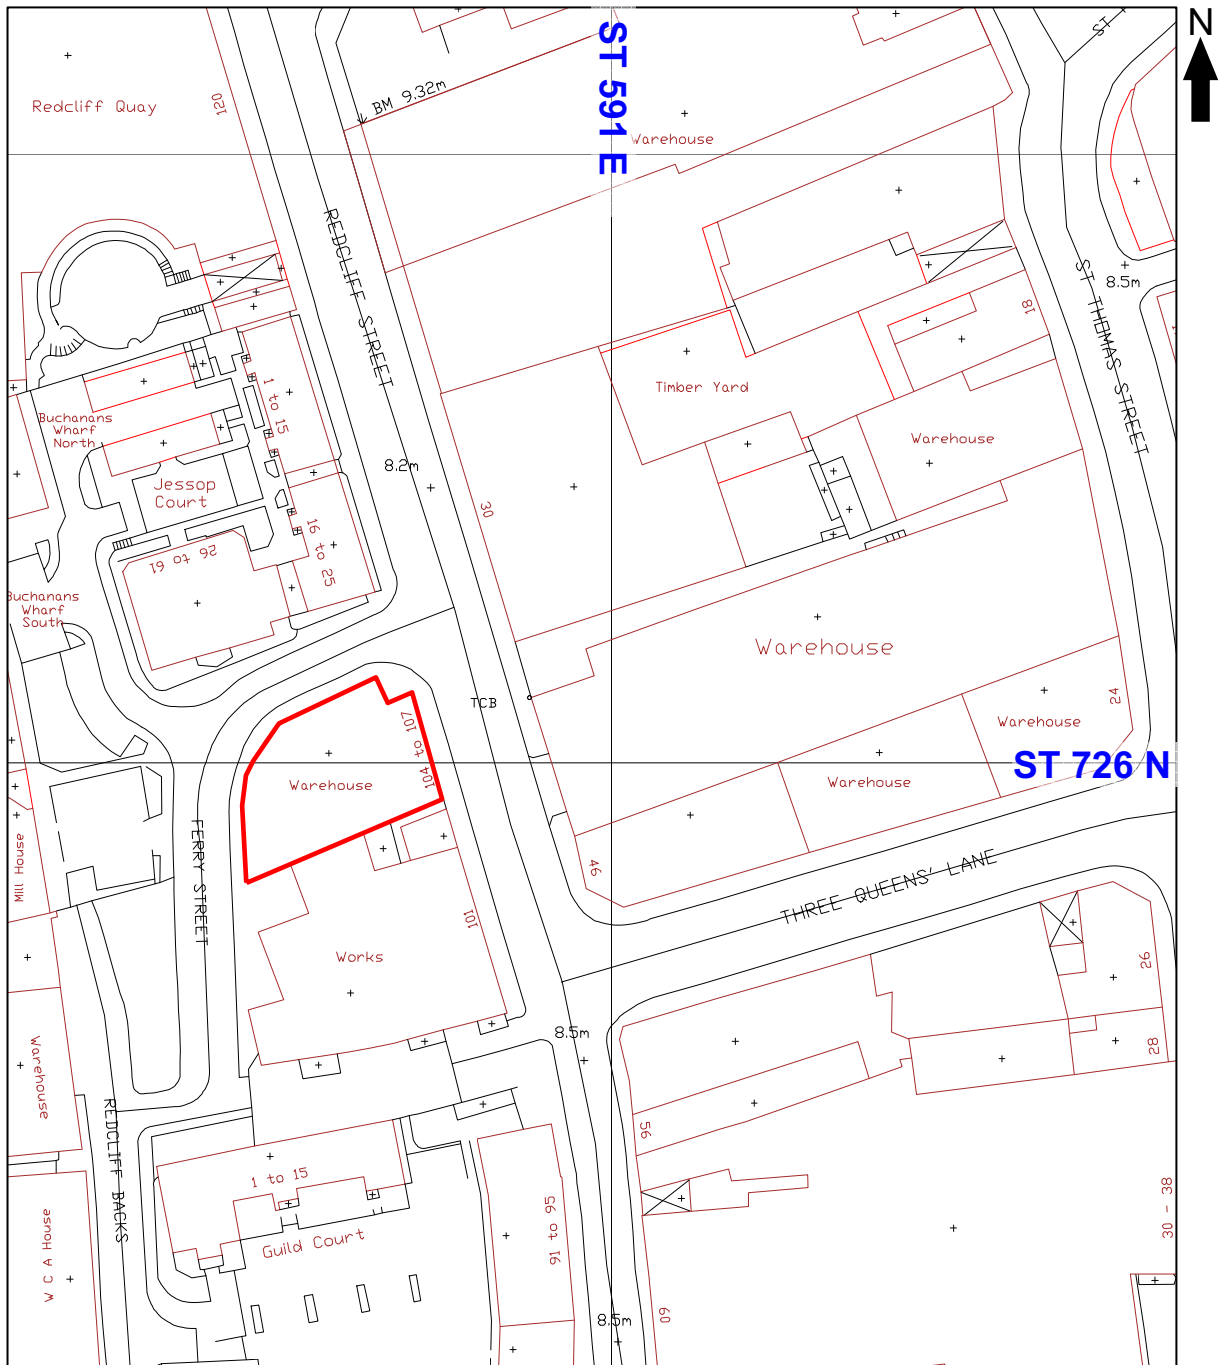 N
ST
ST 591 E
Redcliff Quay
120
BM 9.32m
Warehouse
REDCLIFF STREET
ST THOMAS STREET
8.5m
18
Timber Yard
1 to 15
Buchanans
Wharf
North
Warehouse
8.2m
Jessop
Court
30
16 to 25
26 to 61
Buchanans
Wharf
South
Warehouse
TCB
24
Warehouse
104 to 107
ST 726 N
Warehouse
Warehouse
Mill House
FERRY STREET
46
THREE QUEENS' LANE
101
Works
26
8.5m
28
Warehouse
REDCLIFF BACKS
56
1 to 15
Guild Court
91 to 95
30 - 38
W C A House
60
8.5m